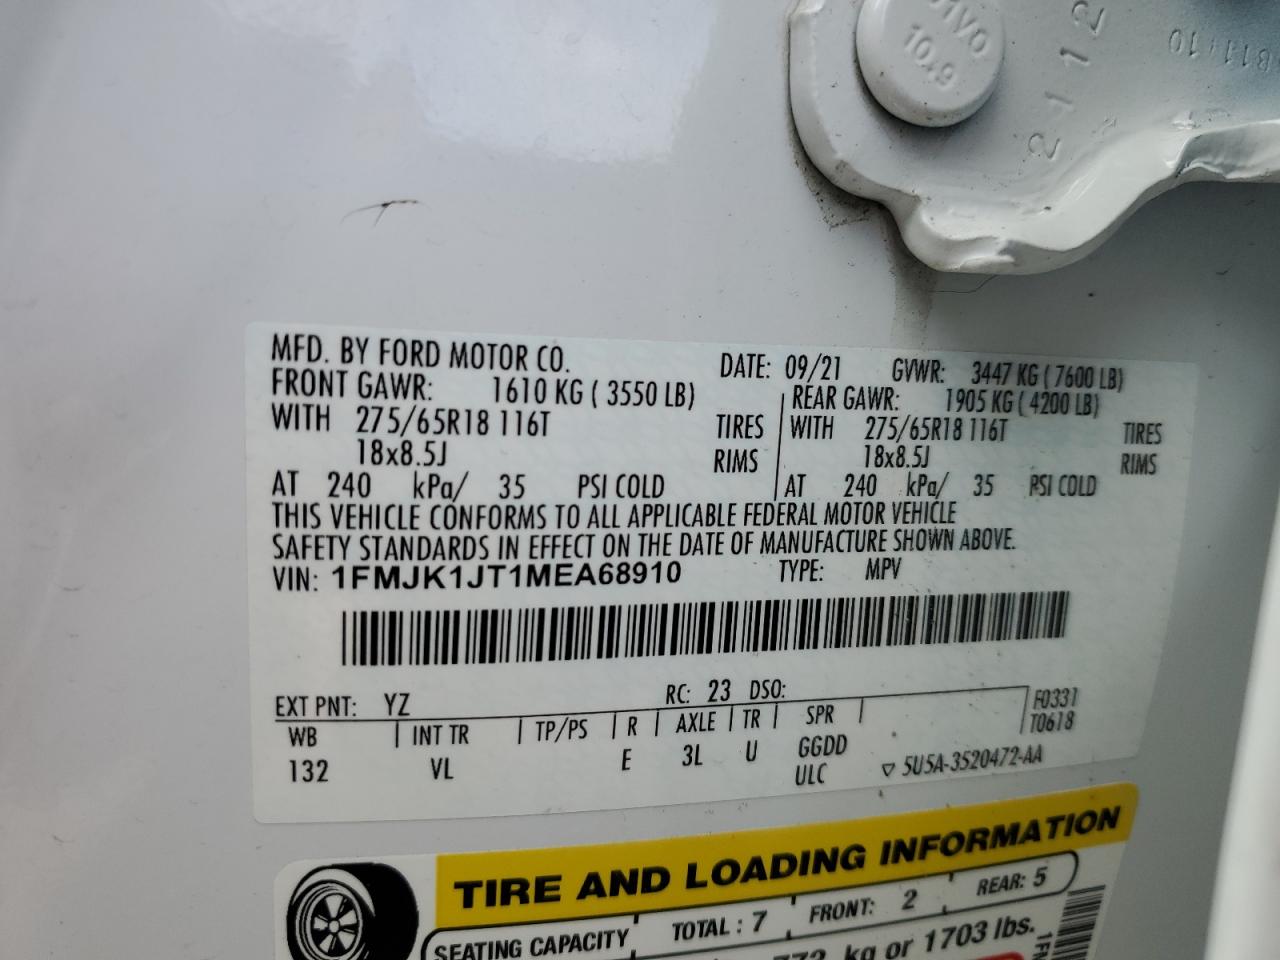 10.9
2112
MFD. BY FORD MOTOR CO. DATE: 09/21 GVWR: 3447 KG ( 7600 LB)
FRONT GAWR: 1610 KG ( 3550 LB) REAR GAWR: 1905 KG ( 4200 LB)
WITH 275/65R18 116T TIRES WITH 275/65R18 116T TIRES
18x8.5J RIMS 18x8.5J RIMS
AT 240 kPa/ 35 PSI COLD AT 240 kPa/ 35 PSI COLD
THIS VEHICLE CONFORMS TO ALL APPLICABLE FEDERAL MOTOR VEHICLE
SAFETY STANDARDS IN EFFECT ON THE DATE OF MANUFACTURE SHOWN ABOVE.
VIN: 1FMJK1JT1MEA68910 TYPE: MPV
EXT PNT: YZ RC: 23 DSO: F0331
WB INT TR TP/PS R AXLE TR SPR T0618
132 VL E 3L U GGDD
ULC ▽ 5U5A-3520472-AA
TIRE AND LOADING INFORMATION
SEATING CAPACITY TOTAL : 7 FRONT: 2 REAR: 5
kg or 1703 lbs.